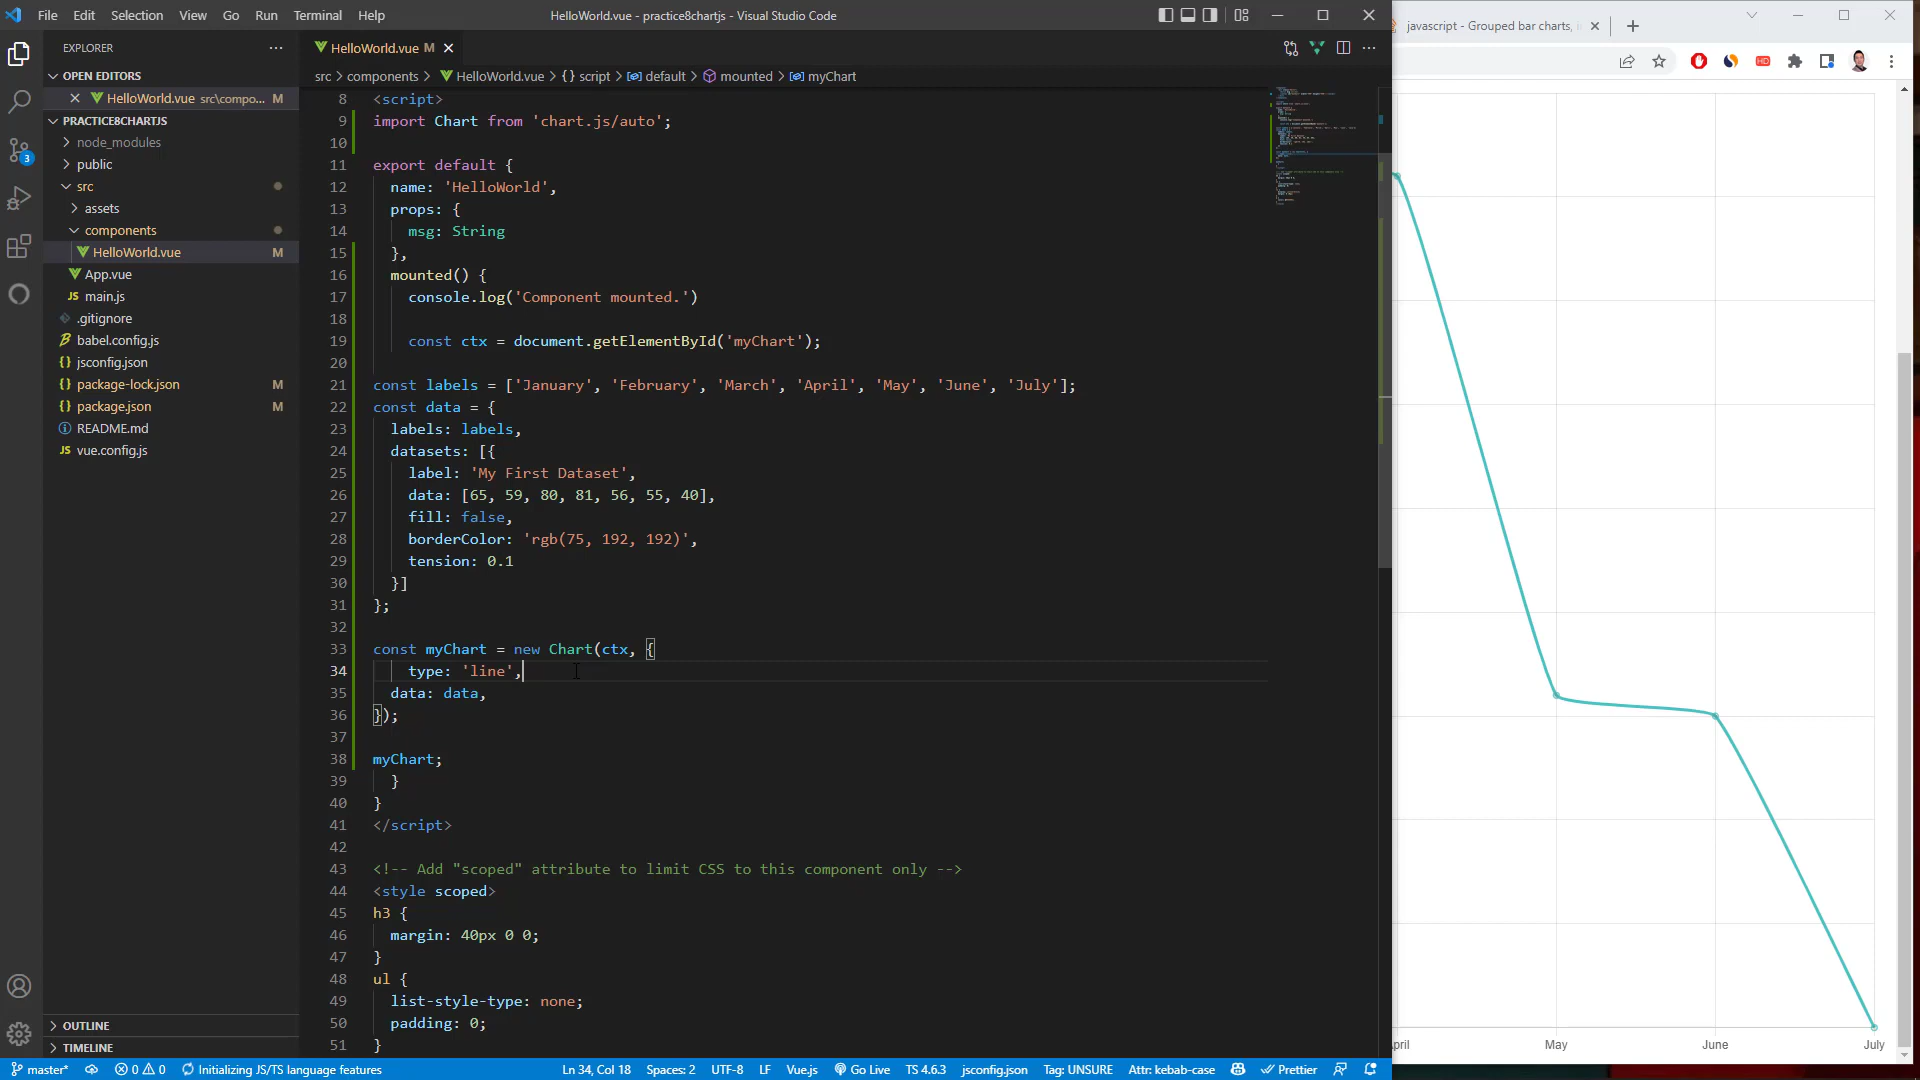 File Edit Selection View Go Run Terminal Help
HelloWorld.vue - practice8chartjs - Visual Studio Code
javascript - Grouped bar charts, i
EXPLORER
HelloWorld.vue M
OPEN EDITORS
HelloWorld.vue src\compo... M
PRACTICE8CHARTJS
node_modules
public
src
assets
components
HelloWorld.vue M
App.vue
JS main.js
.gitignore
babel.config.js
{} jsconfig.json
{} package-lock.json M
{} package.json M
README.md
JS vue.config.js
OUTLINE
TIMELINE
3
HD
src > components > HelloWorld.vue > {} script > default > mounted > myChart
8 <script>
9 import Chart from 'chart.js/auto';
10
11 export default {
12 name: 'HelloWorld',
13 props: {
14 msg: String
15 },
16 mounted() {
17 console.log('Component mounted.')
18
19 const ctx = document.getElementById('myChart');
20
21 const labels = ['January', 'February', 'March', 'April', 'May', 'June', 'July'];
22 const data = {
23 labels: labels,
24 datasets: [{
25 label: 'My First Dataset',
26 data: [65, 59, 80, 81, 56, 55, 40],
27 fill: false,
28 borderColor: 'rgb(75, 192, 192)',
29 tension: 0.1
30 }]
31 };
32
33 const myChart = new Chart(ctx, {
34 type: 'line',
35 data: data,
36 });
37
38 myChart;
39 }
40 }
41 </script>
42
43 <!-- Add "scoped" attribute to limit CSS to this component only -->
44 <style scoped>
45 h3 {
46 margin: 40px 0 0;
47 }
48 ul {
49 list-style-type: none;
50 padding: 0;
51 }
pril May June July
master* 0 0 Initializing JS/TS language features
Ln 34, Col 18 Spaces: 2 UTF-8 LF Vue.js Go Live TS 4.6.3 jsconfig.json Tag: UNSURE Attr: kebab-case Prettier